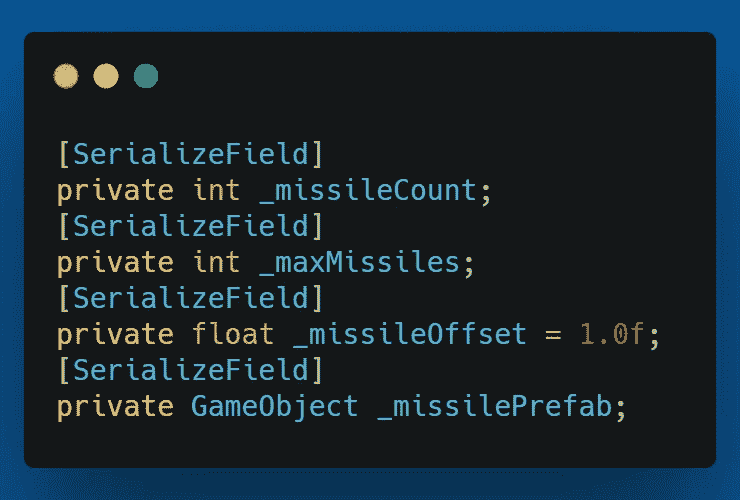 [SerializeField]
private int _missileCount;
[SerializeField]
private int _maxMissiles;
[SerializeField]
private float _missileOffset = 1.0f;
[SerializeField]
private GameObject _missilePrefab;